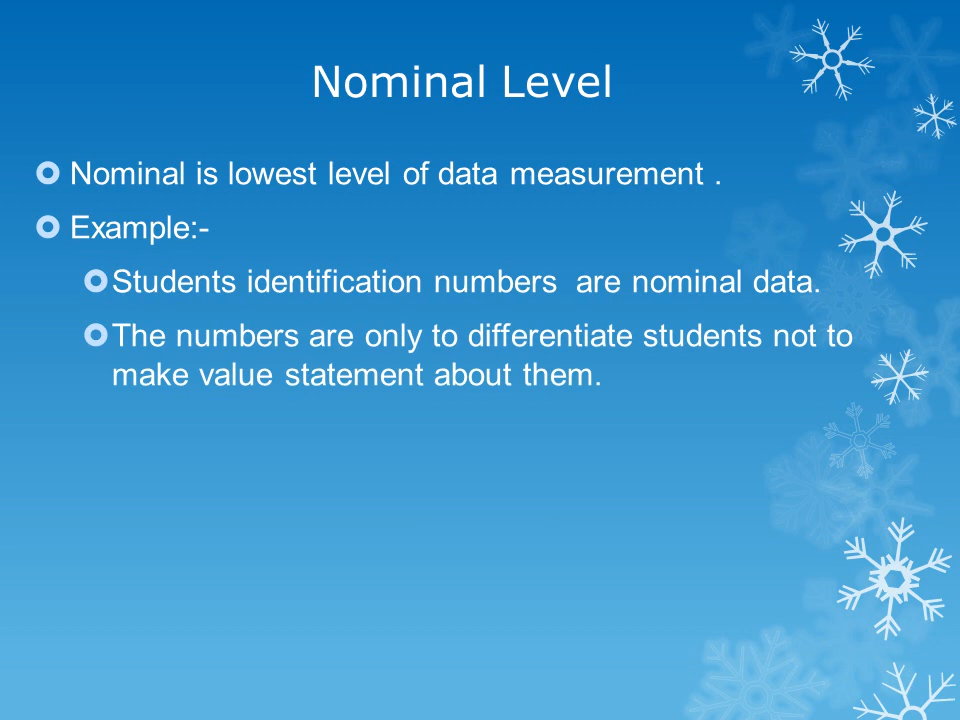 Nominal Level
Nominal is lowest level of data measurement .
Example:-
Students identification numbers  are nominal data.
The numbers are only to differentiate students not to
make value statement about them.